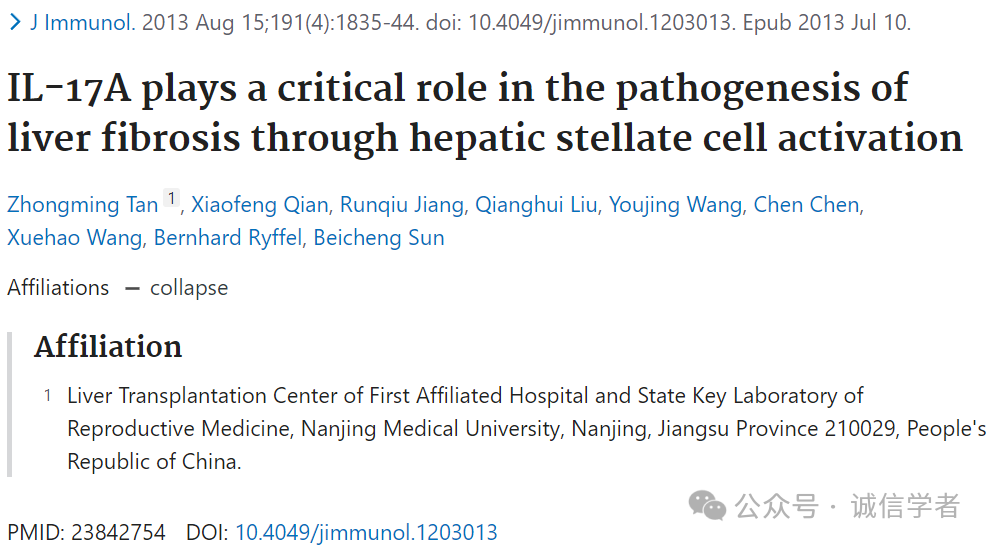 J Immunol. 2013 Aug 15;191(4):1835-44. doi: 10.4049/jimmunol.1203013. Epub 2013 Jul 10.
IL-17A plays a critical role in the pathogenesis of
liver fibrosis through hepatic stellate cell activation
Zhongming Tan 1, Xiaofeng Qian, Runqiu Jiang, Qianghui Liu, Youjing Wang, Chen Chen,
Xuehao Wang, Bernhard Ryffel, Beicheng Sun
Affiliations — collapse
Affiliation
1 Liver Transplantation Center of First Affiliated Hospital and State Key Laboratory of
Reproductive Medicine, Nanjing Medical University, Nanjing, Jiangsu Province 210029, People's
Republic of China.
公众号 · 诚信学者
PMID: 23842754 DOI: 10.4049/jimmunol.1203013